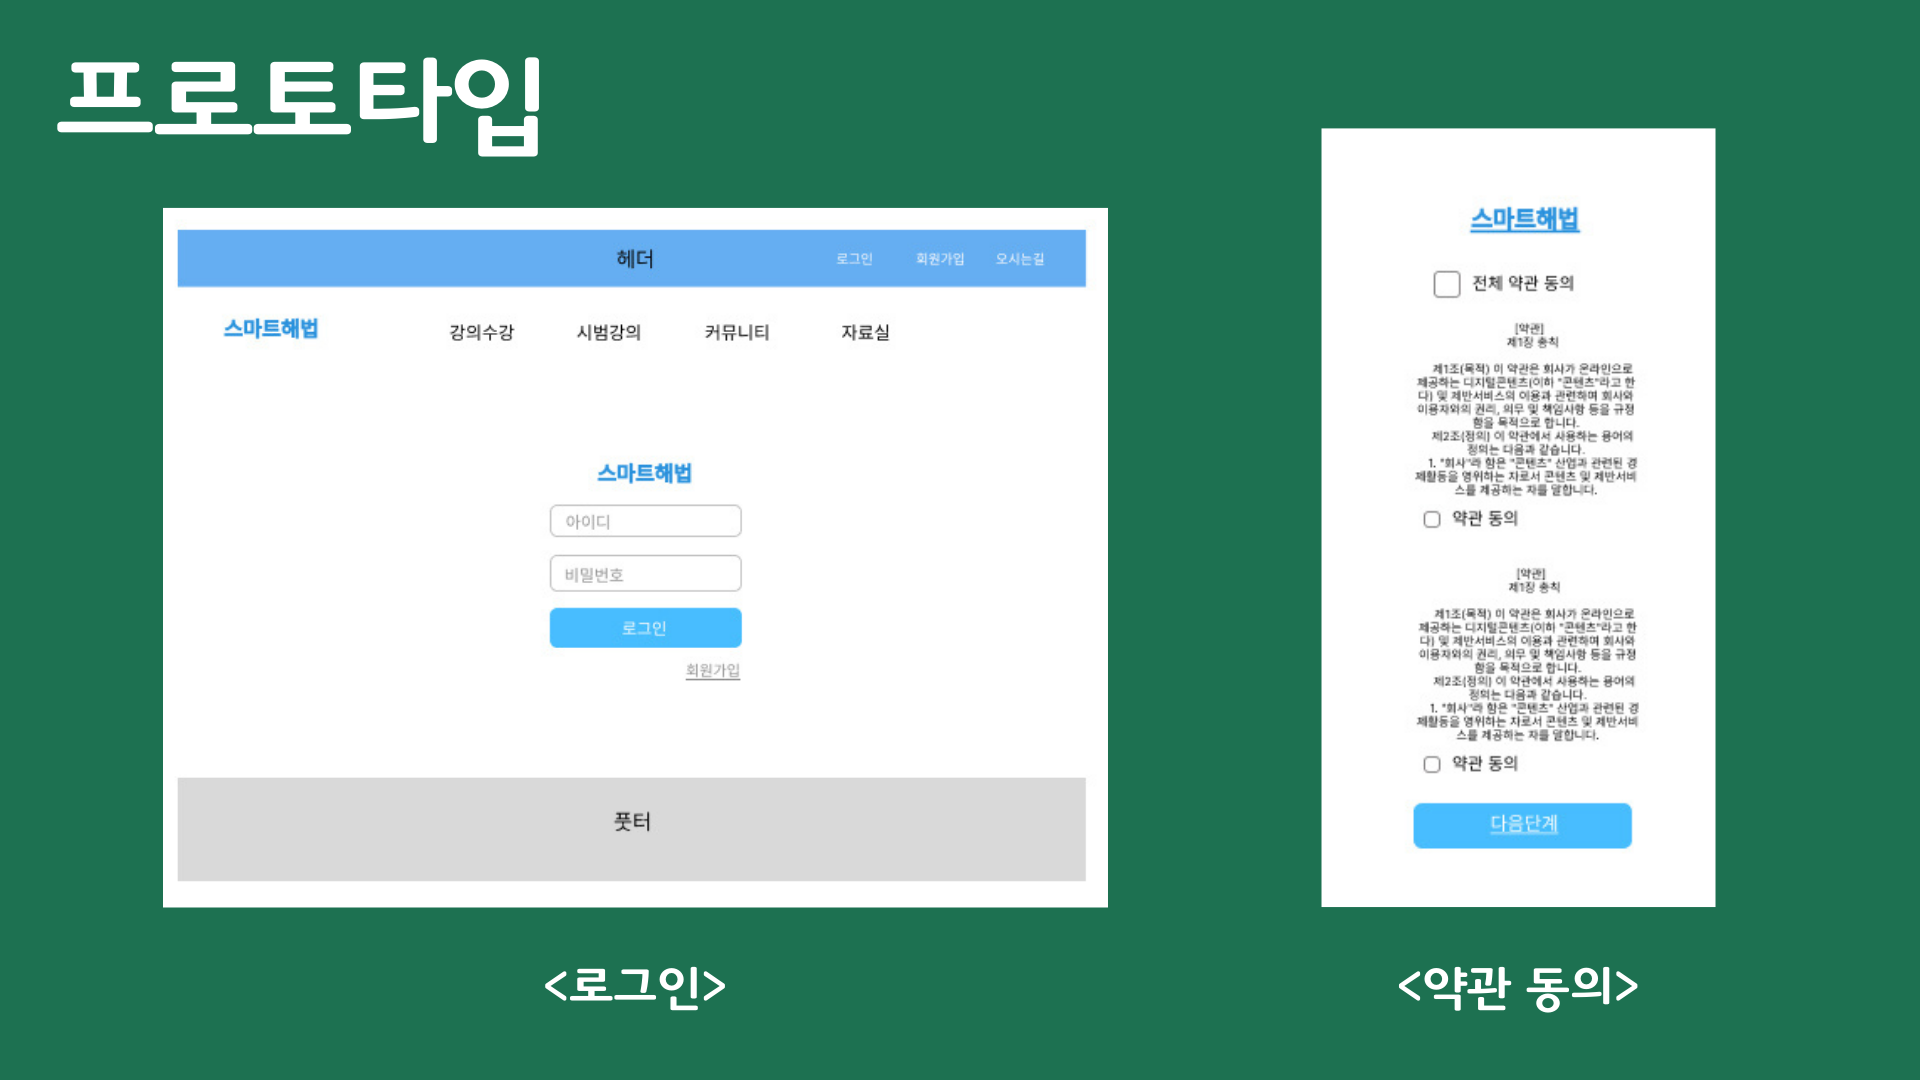 프로토타입
헤더
로그인 회원가입 오시는길
스마트해법
강의수강 시범강의 커뮤니티 자료실
스마트해법
아이디
비밀번호
로그인
회원가입
풋터
<로그인>
스마트해법
전체 약관 동의
[약관]
제1장 총칙
제1조(목적) 이 약관은 회사가 온라인으로
제공하는 디지털콘텐츠(이하 "콘텐츠"라고 한
다) 및 제반서비스의 이용과 관련하여 회사와
이용자와의 권리, 의무 및 책임사항 등을 규정
함을 목적으로 합니다.
제2조(정의) 이 약관에서 사용하는 용어의
정의는 다음과 같습니다.
1. "회사"라 함은 "콘텐츠" 산업과 관련된 경
제활동을 영위하는 자로서 콘텐츠 및 제반서비
스를 제공하는 자를 말합니다.
약관 동의
[약관]
제1장 총칙
제1조(목적) 이 약관은 회사가 온라인으로
제공하는 디지털콘텐츠(이하 "콘텐츠"라고 한
다) 및 제반서비스의 이용과 관련하여 회사와
이용자와의 권리, 의무 및 책임사항 등을 규정
함을 목적으로 합니다.
제2조(정의) 이 약관에서 사용하는 용어의
정의는 다음과 같습니다.
1. "회사"라 함은 "콘텐츠" 산업과 관련된 경
제활동을 영위하는 자로서 콘텐츠 및 제반서비
스를 제공하는 자를 말합니다.
약관 동의
다음단계
<약관 동의>